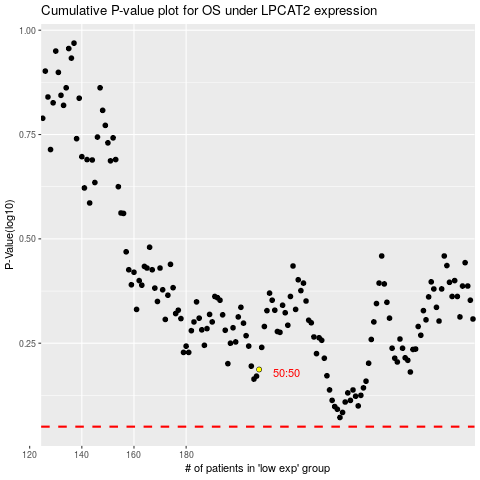 Cumulative P-value plot for OS under LPCAT2 expression
1.00
0.75
0.50
0.25
P-Value(log10)
50:50
120 140 160 180
# of patients in 'low exp' group